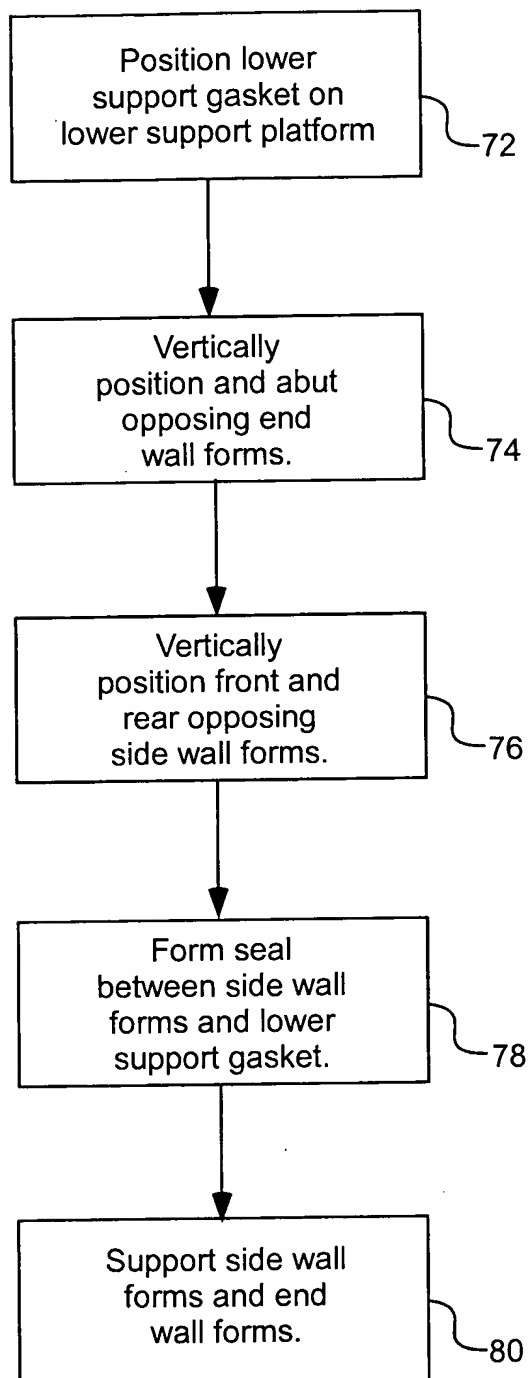 Position lower
support gasket on
lower support platform
72
Vertically
position and abut
opposing end
wall forms.
74
Vertically
position front and
rear opposing
side wall forms.
76
Form seal
between side wall
forms and lower
support gasket.
78
Support side wall
forms and end
wall forms.
80